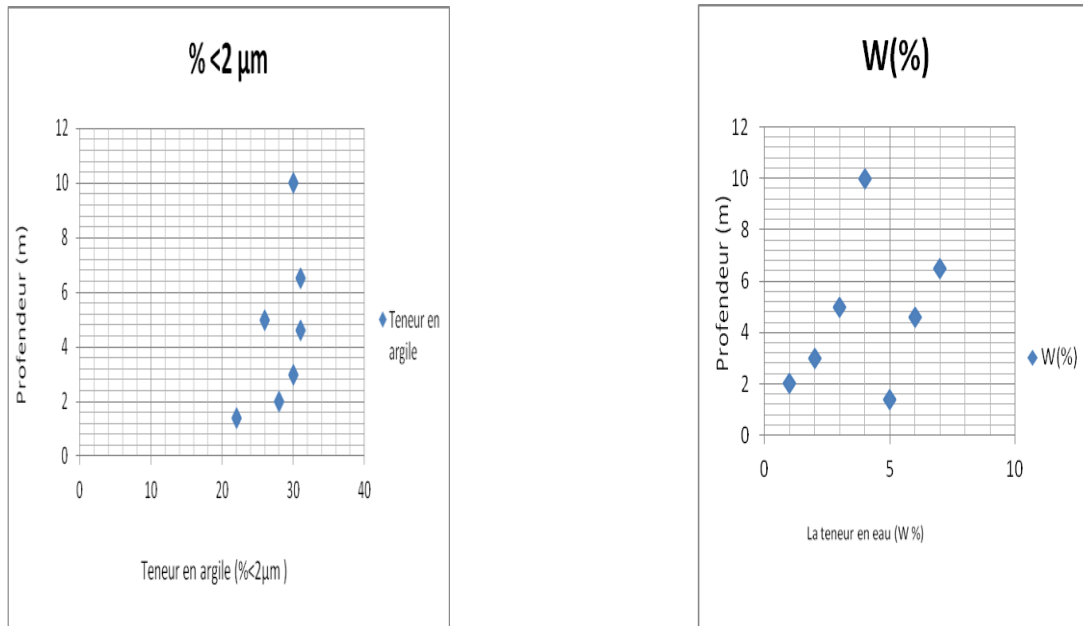 % <2 µm
12
10
8
6
4
2
0
0 10 20 30 40
Profendeur (m)
Teneur en
argile
Teneur en argile (%<2µm )
W(%)
12
10
8
6
4
2
0
0 5 10
Profendeur (m)
W(%)
La teneur en eau (W %)